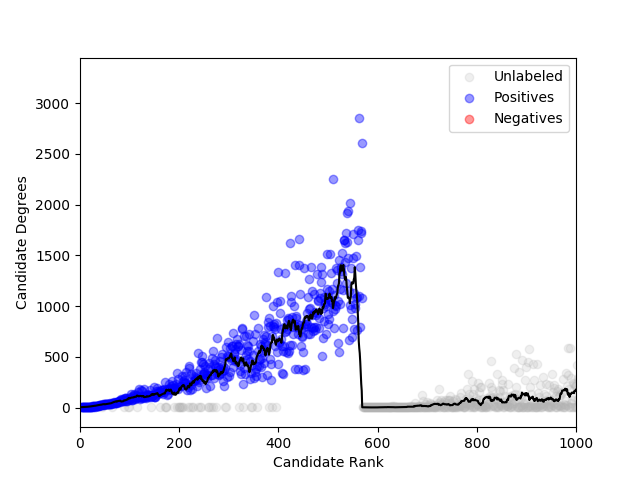 Unlabeled
Positives
Negatives
3000
2500
2000
1500
1000
500
0
Candidate Degrees
0 200 400 600 800 1000
Candidate Rank